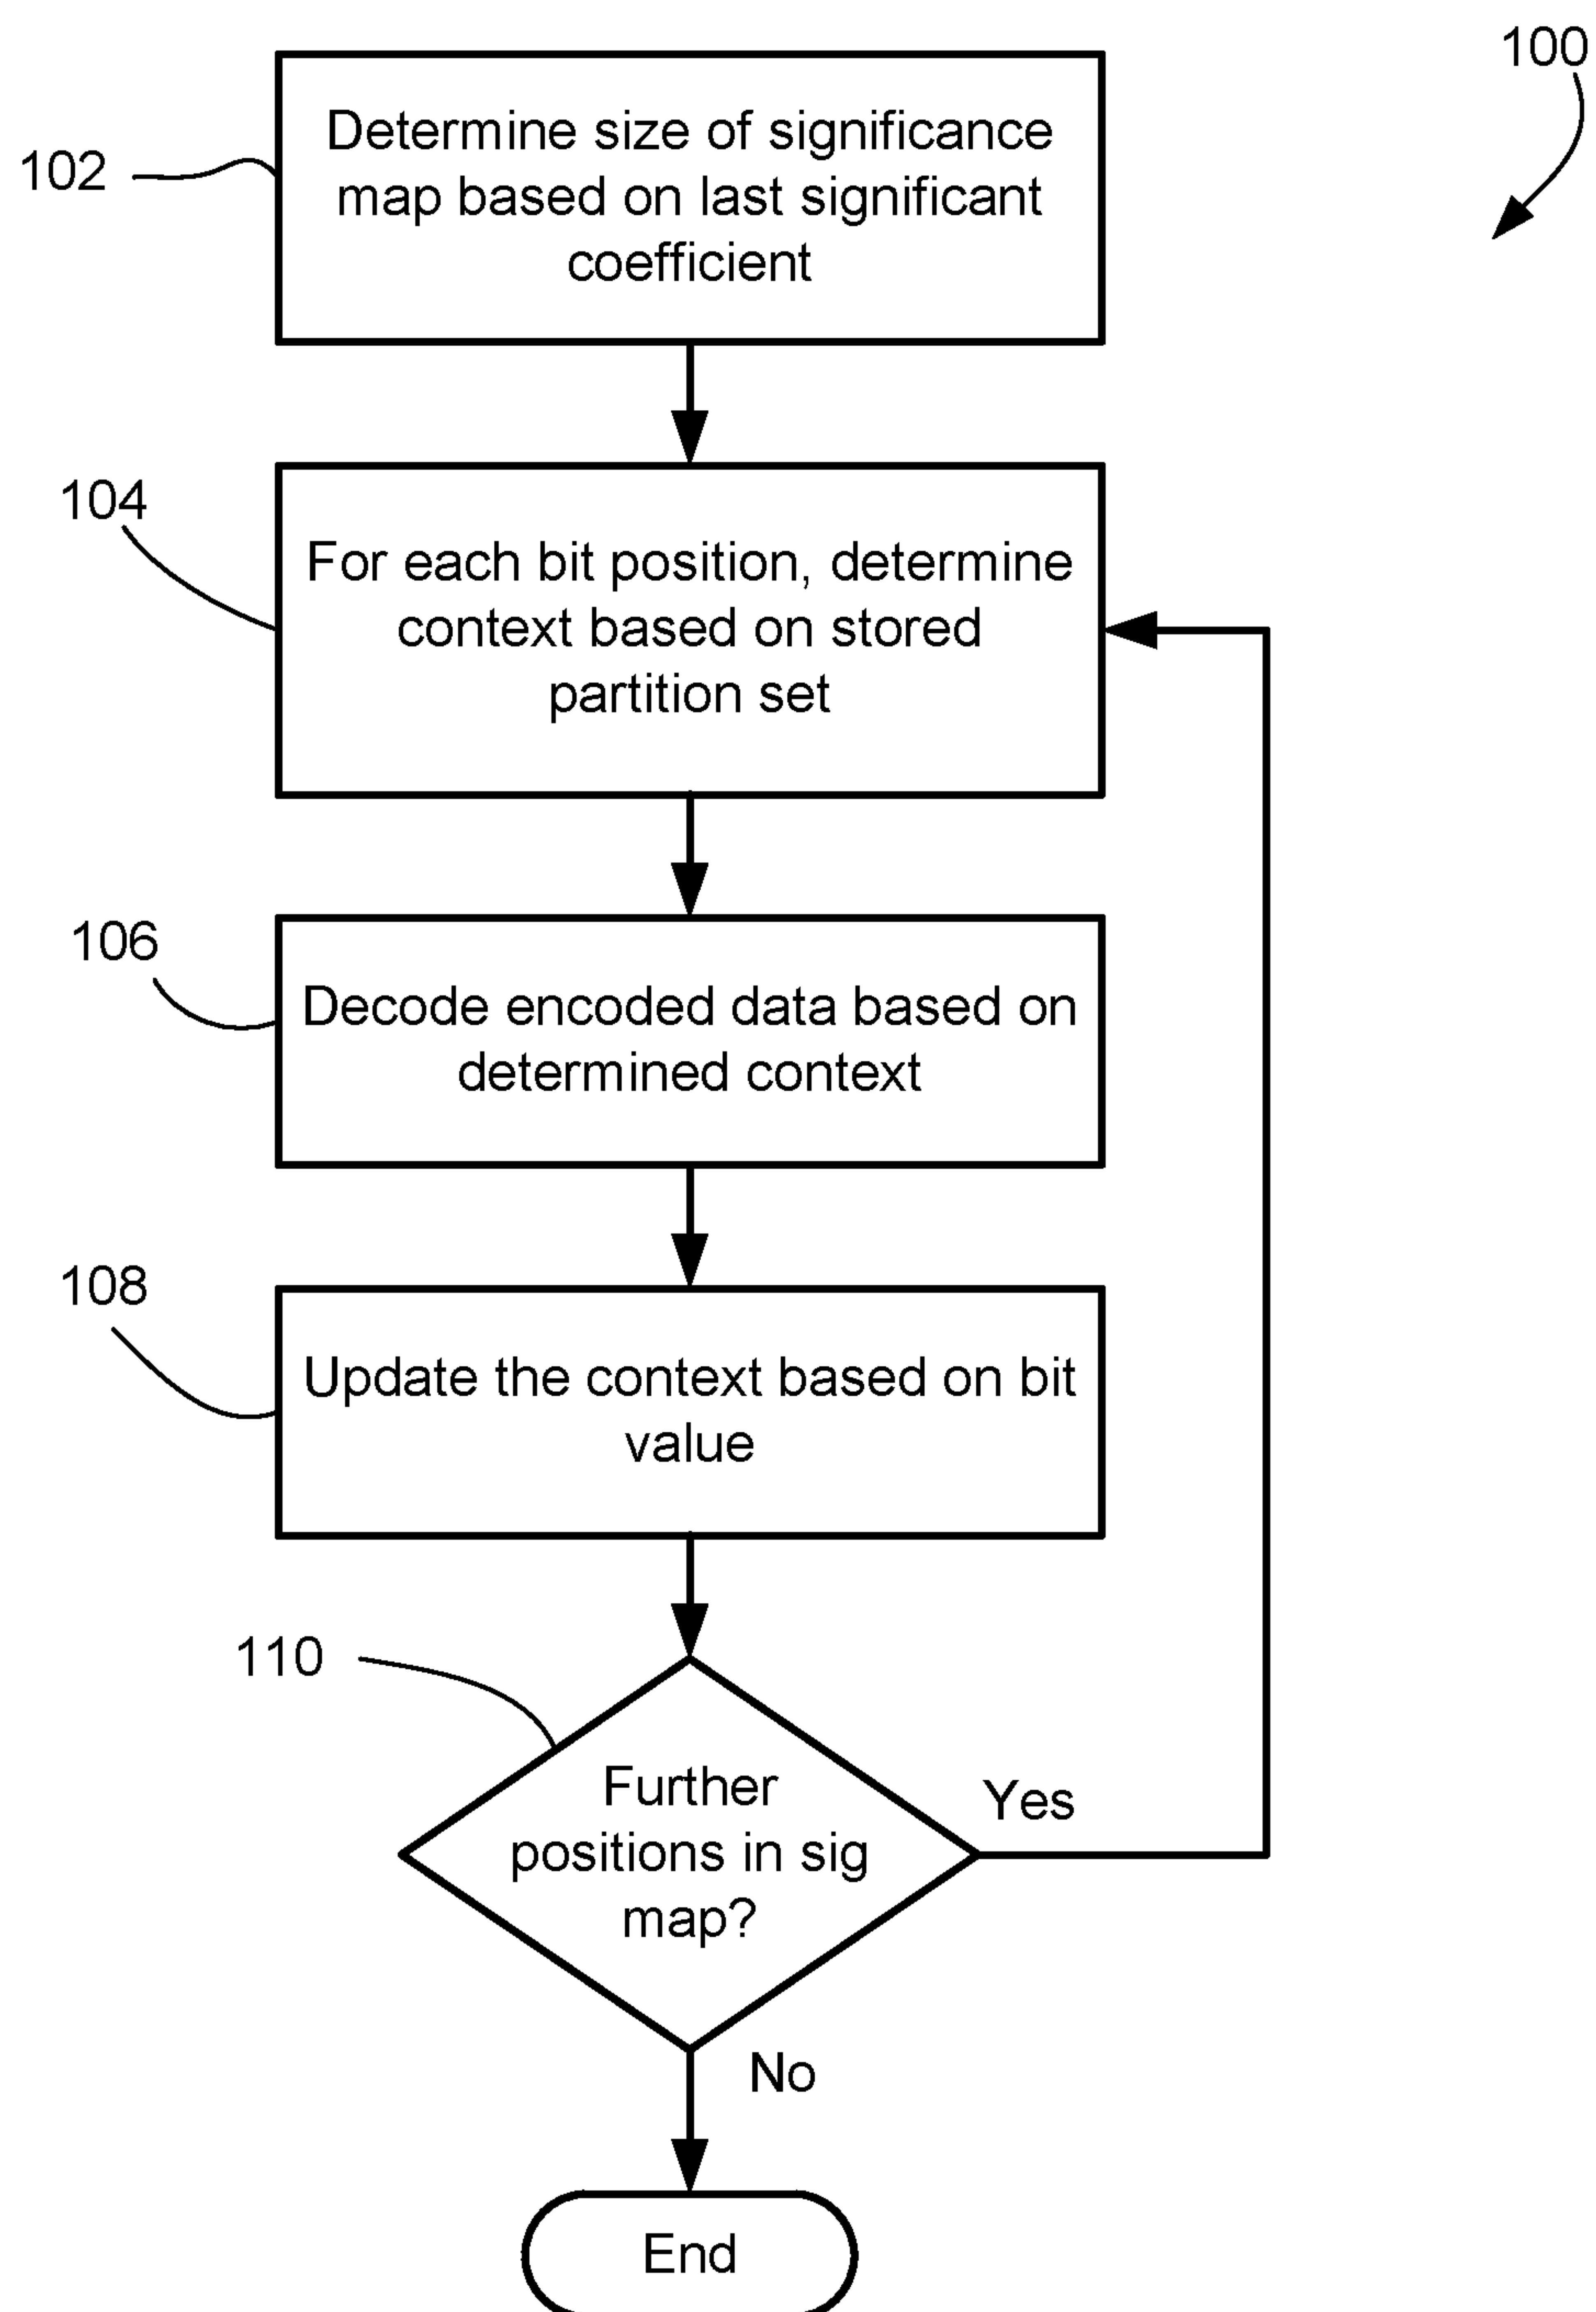 100
102
Determine size of significance
map based on last significant
coefficient
104
For each bit position, determine
context based on stored
partition set
106
Decode encoded data based on
determined context
108
Update the context based on bit
value
110
Further
positions in sig
map?
Yes
No
End